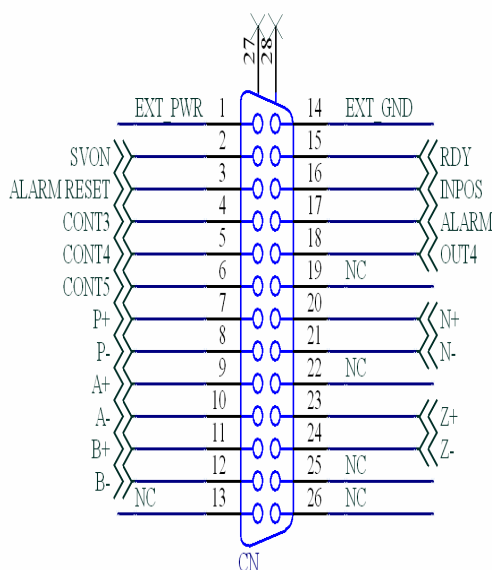 27
28
EXT_PWR 1 14 EXT_GND
2 15
SVON RDY
3 16
ALARM RESET INPOS
4 17
CONT3 ALARM
5 18
CONT4 OUT4
6 19 NC
CONT5
7 20
P+ N+
8 21
P- N-
9 22 NC
A+
10 23
A- Z+
11 24
B+ Z-
12 25 NC
B-
NC 13 26 NC
CN